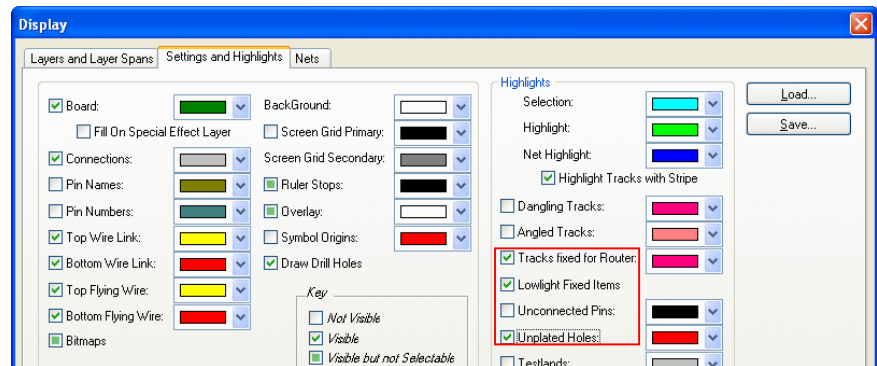 Display
Layers and Layer Spans Settings and Highlights Nets
Board:
Fill On Special Effect Layer
Connections:
Pin Names:
Pin Numbers:
Top Wire Link:
Bottom Wire Link:
Top Flying Wire:
Bottom Flying Wire:
Bitmaps
BackGround:
Screen Grid Primary:
Screen Grid Secondary:
Ruler Stops:
Overlay:
Symbol Origins:
Draw Drill Holes
Key
Not Visible
Visible
Visible but not Selectable
Highlights
Selection:
Highlight:
Net Highlight:
Highlight Tracks with Stripe
Dangling Tracks:
Angled Tracks:
Tracks fixed for Router:
Lowlight Fixed Items
Unconnected Pins:
Unplated Holes:
Testlands:
Load...
Save...